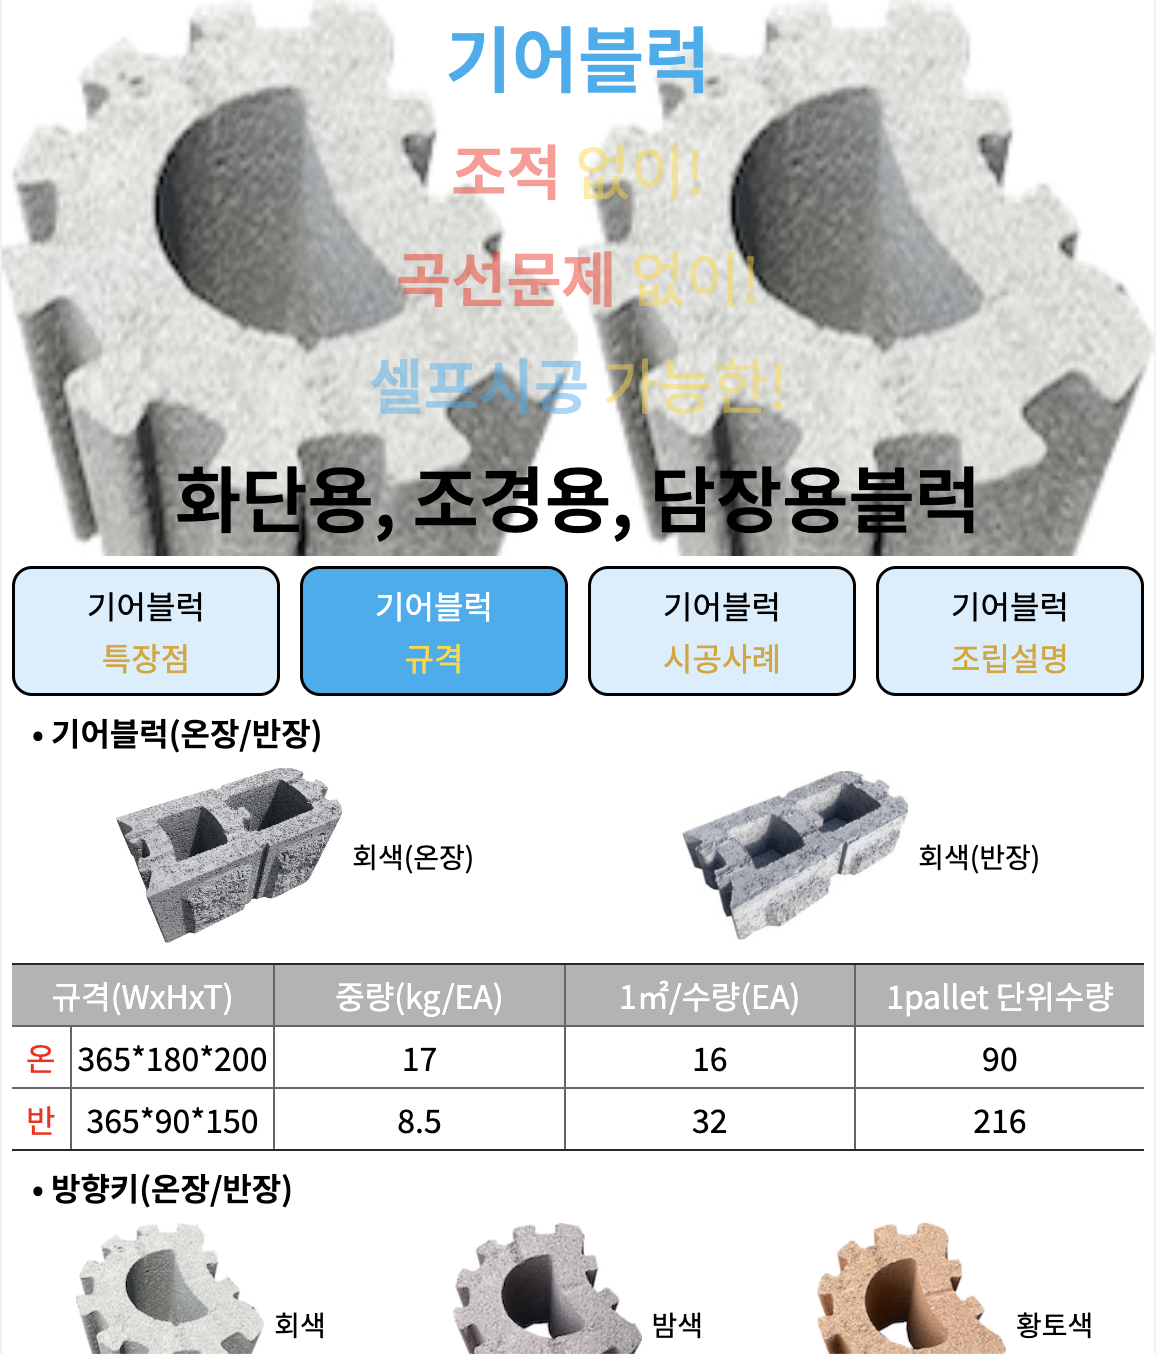 기어블럭
조적 없이!
곡선문제 없이!
셀프시공 가능한!
화단용, 조경용, 담장용블럭
기어블럭 기어블럭 기어블럭 기어블럭
특장점 규격 시공사례 조립설명
• 기어블럭(온장/반장)
회색(온장) 회색(반장)
규격(WxHxT) 중량(kg/EA) 1㎡/수량(EA) 1pallet 단위수량
온 365*180*200 17 16 90
반 365*90*150 8.5 32 216
• 방향키(온장/반장)
회색 밤색 황토색